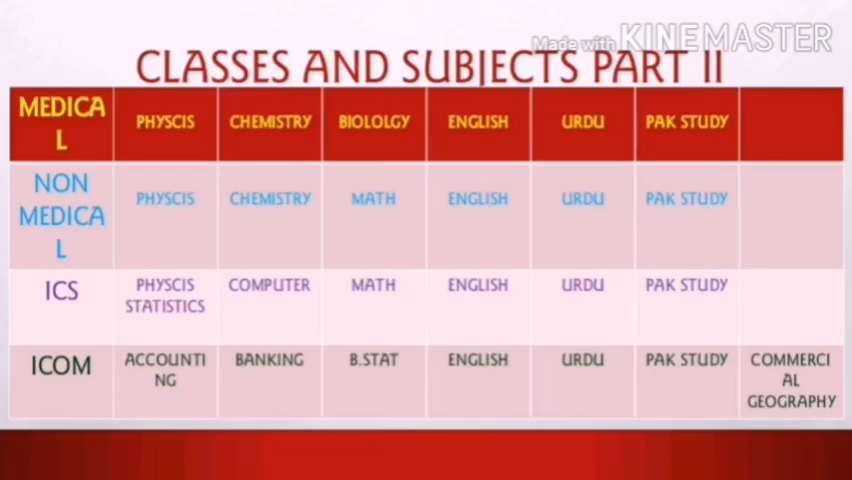 Made with KINEMASTER
CLASSES AND SUBJECTS PART II
MEDICA
L
PHYSCIS
CHEMISTRY
BIOLOLGY
ENGLISH
URDU
PAK STUDY
NON
MEDICA
L
PHYSCIS
CHEMISTRY
MATH
ENGLISH
URDU
PAK STUDY
ICS
PHYSCIS
STATISTICS
COMPUTER
MATH
ENGLISH
URDU
PAK STUDY
ICOM
ACCOUNTI
NG
BANKING
B.STAT
ENGLISH
URDU
PAK STUDY
COMMERCI
AL
GEOGRAPHY